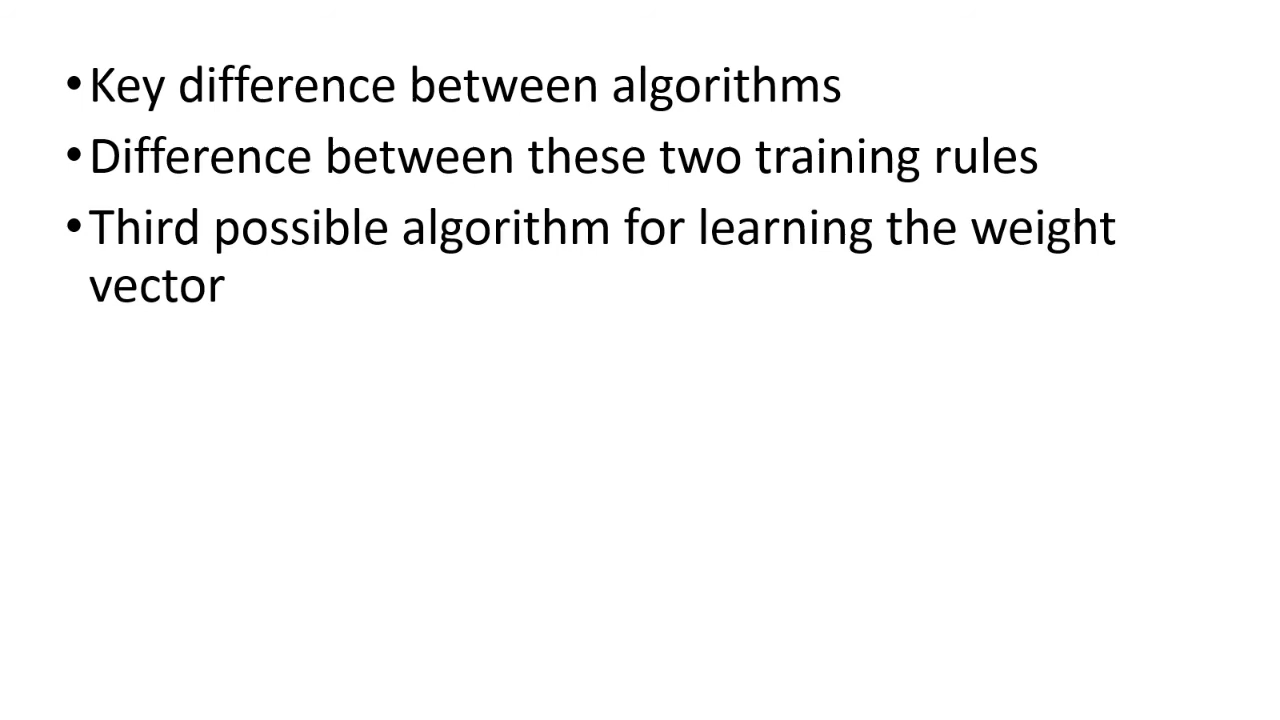 •Key difference between algorithms
•Difference between these two training rules
•Third possible algorithm for learning the weight
vector